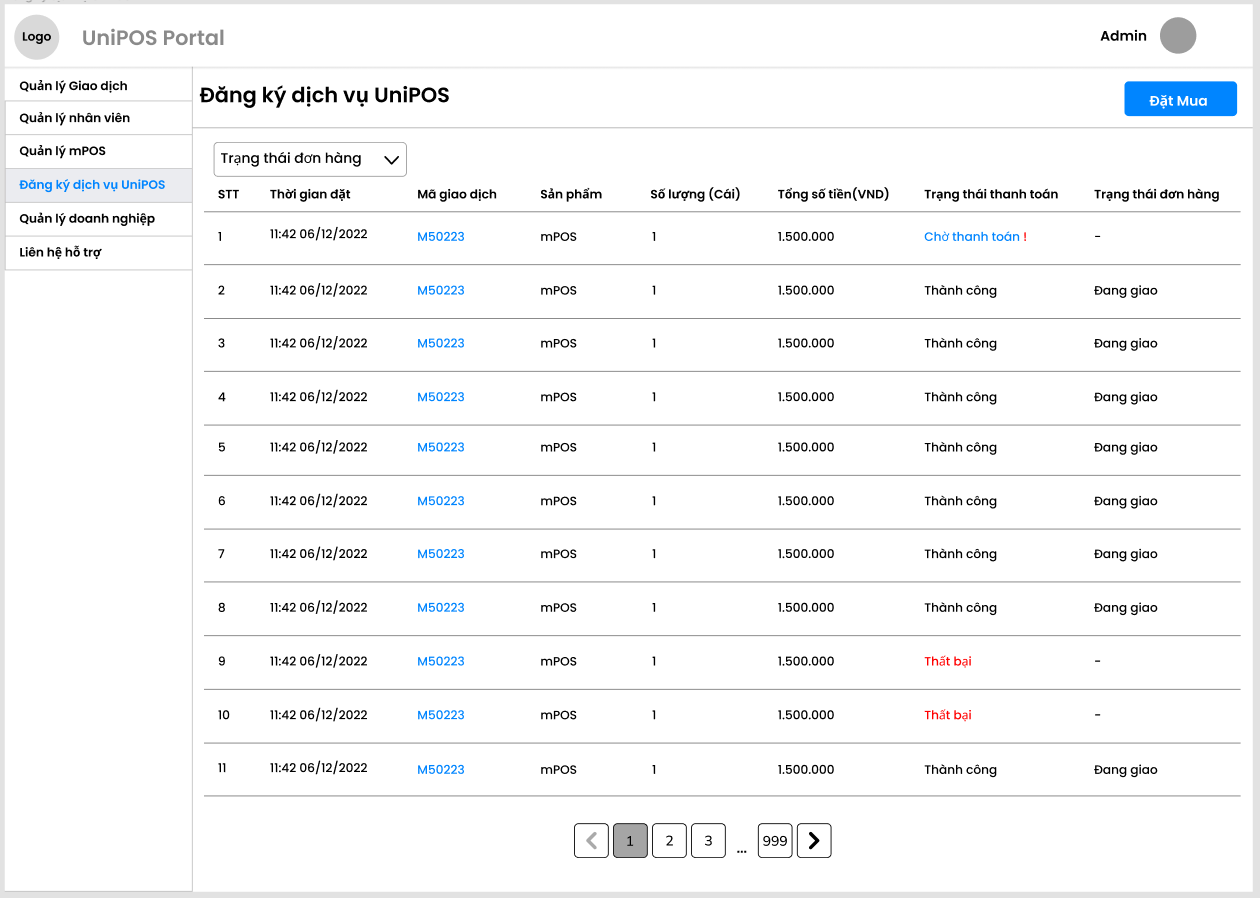 Logo
UniPOS Portal
Admin
Quản lý Giao dịch
Quản lý nhân viên
Quản lý mPOS
Đăng ký dịch vụ UniPOS
Quản lý doanh nghiệp
Liên hệ hỗ trợ
Đăng ký dịch vụ UniPOS
Đặt Mua
Trạng thái đơn hàng
STT Thời gian đặt Mã giao dịch Sản phẩm Số lượng (Cái) Tổng số tiền(VND) Trạng thái thanh toán Trạng thái đơn hàng
1 11:42 06/12/2022 M50223 mPOS 1 1.500.000 Chờ thanh toán ! -
2 11:42 06/12/2022 M50223 mPOS 1 1.500.000 Thành công Đang giao
3 11:42 06/12/2022 M50223 mPOS 1 1.500.000 Thành công Đang giao
4 11:42 06/12/2022 M50223 mPOS 1 1.500.000 Thành công Đang giao
5 11:42 06/12/2022 M50223 mPOS 1 1.500.000 Thành công Đang giao
6 11:42 06/12/2022 M50223 mPOS 1 1.500.000 Thành công Đang giao
7 11:42 06/12/2022 M50223 mPOS 1 1.500.000 Thành công Đang giao
8 11:42 06/12/2022 M50223 mPOS 1 1.500.000 Thành công Đang giao
9 11:42 06/12/2022 M50223 mPOS 1 1.500.000 Thất bại -
10 11:42 06/12/2022 M50223 mPOS 1 1.500.000 Thất bại -
11 11:42 06/12/2022 M50223 mPOS 1 1.500.000 Thành công Đang giao
1 2 3 ... 999